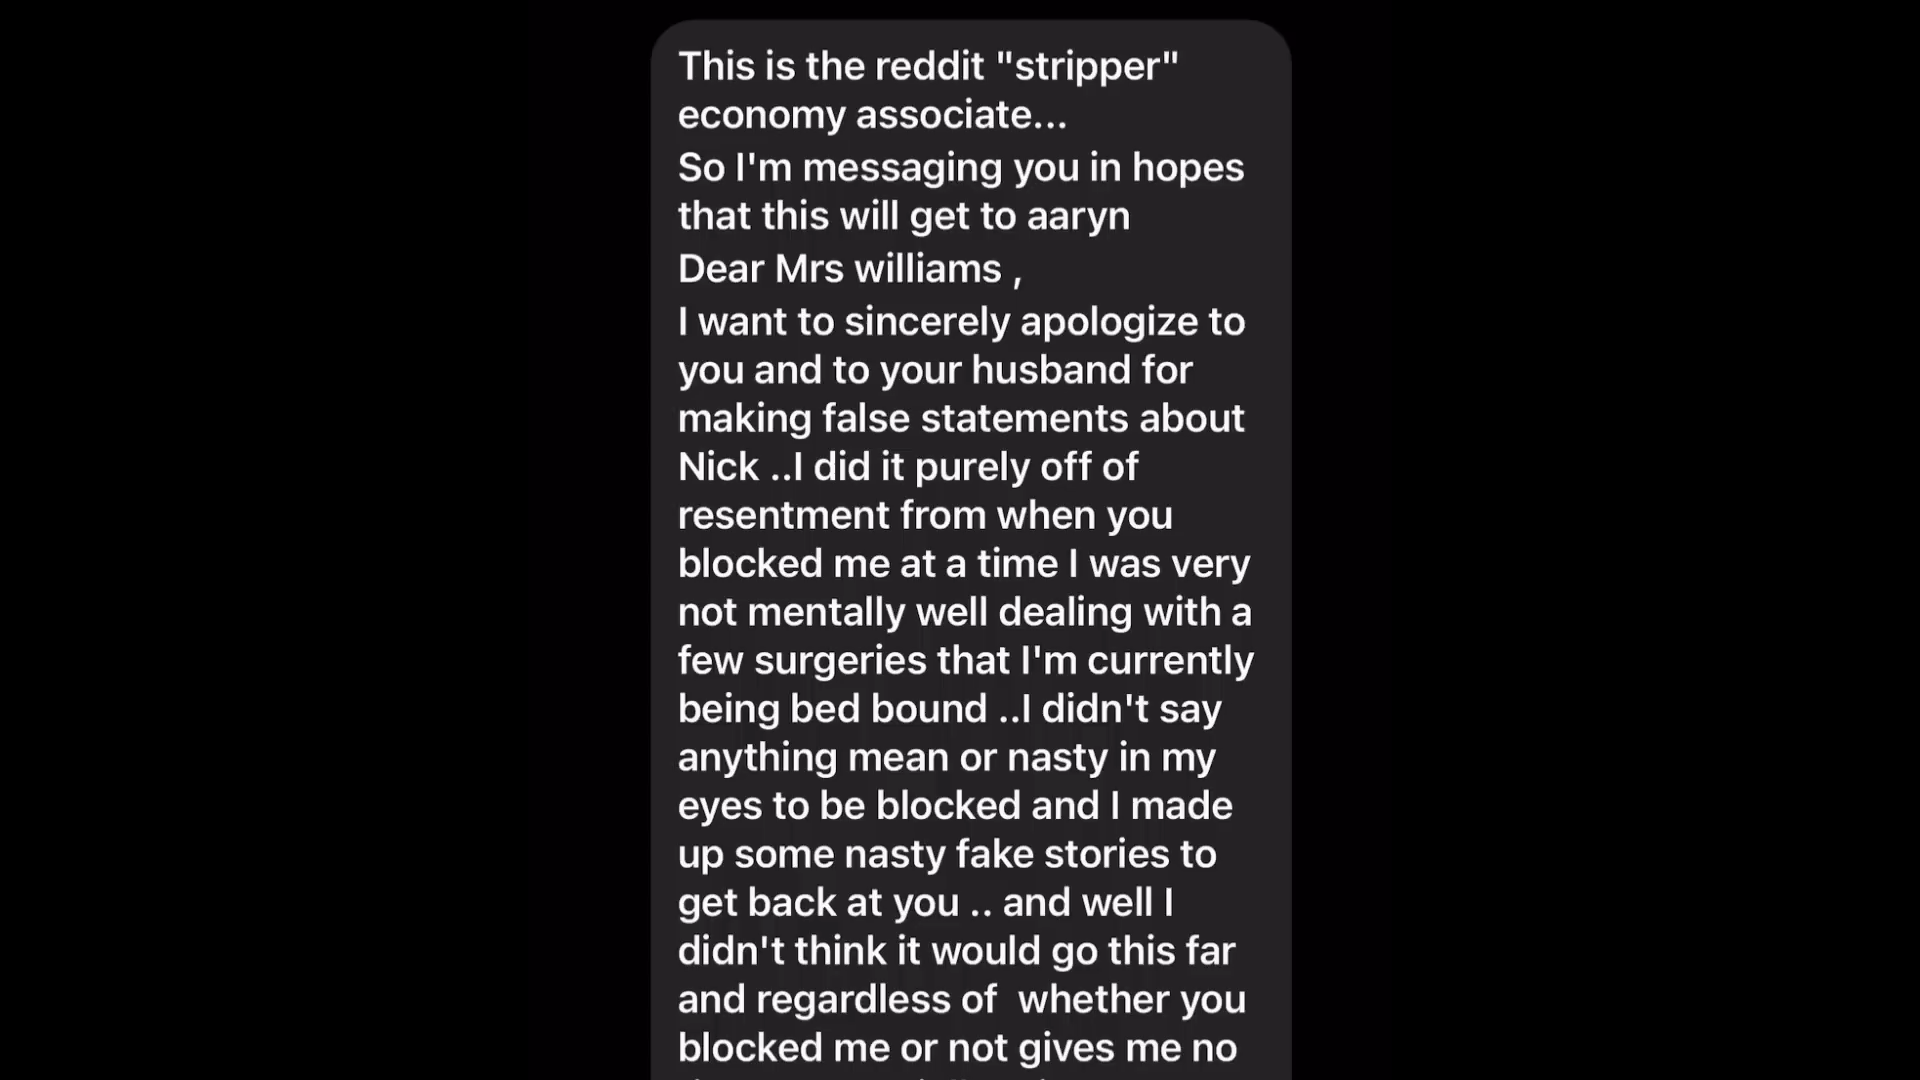 This is the reddit "stripper"
economy associate...
So I'm messaging you in hopes
that this will get to aaryn
Dear Mrs williams ,
I want to sincerely apologize to
you and to your husband for
making false statements about
Nick ..I did it purely off of
resentment from when you
blocked me at a time I was very
not mentally well dealing with a
few surgeries that I'm currently
being bed bound ..I didn't say
anything mean or nasty in my
eyes to be blocked and I made
up some nasty fake stories to
get back at you .. and well I
didn't think it would go this far
and regardless of  whether you
blocked me or not gives me no